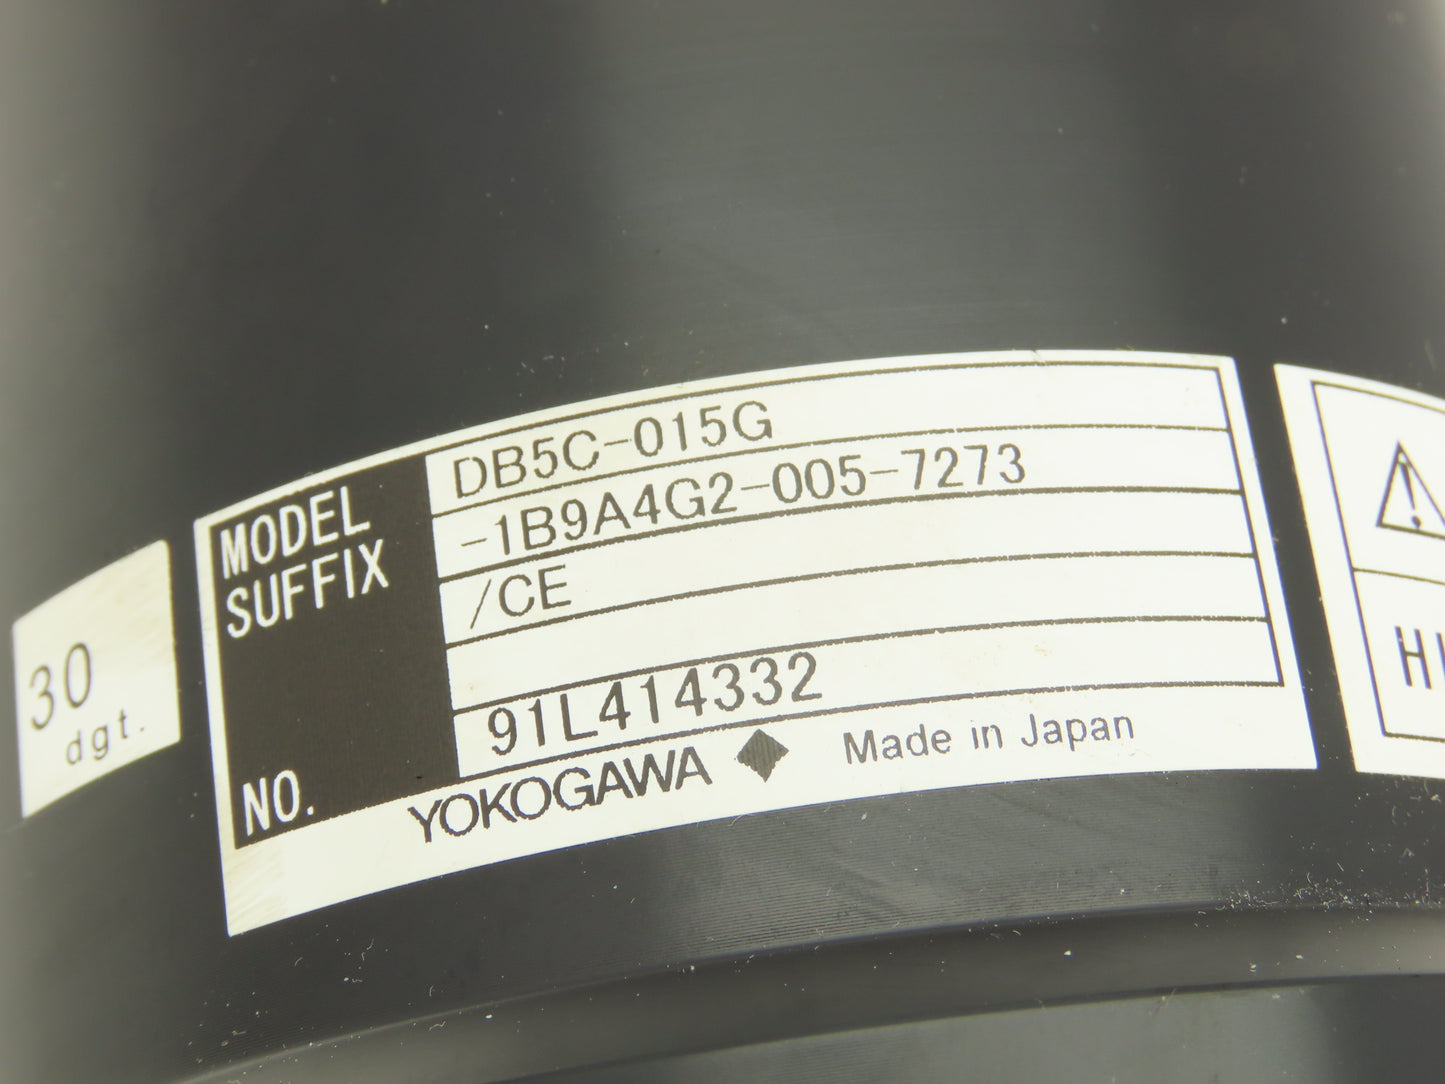 30
dgt.
MODEL DB5C-015G
SUFFIX -1B9A4G2-005-7273
/CE
NO. 91L414332
YOKOGAWA Made in Japan